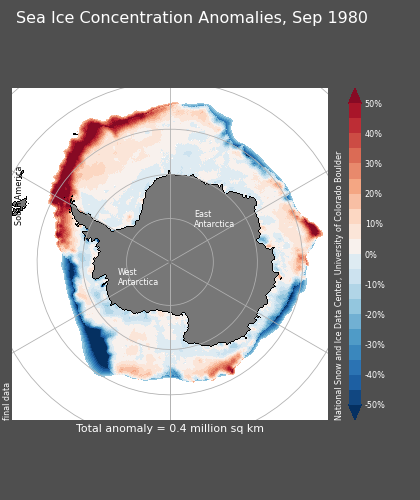 Sea Ice Concentration Anomalies, Sep 1980
South America
East
Antarctica
West
Antarctica
50%
40%
30%
20%
10%
0%
-10%
-20%
-30%
-40%
-50%
National Snow and Ice Data Center, University of Colorado Boulder
final data
Total anomaly = 0.4 million sq km